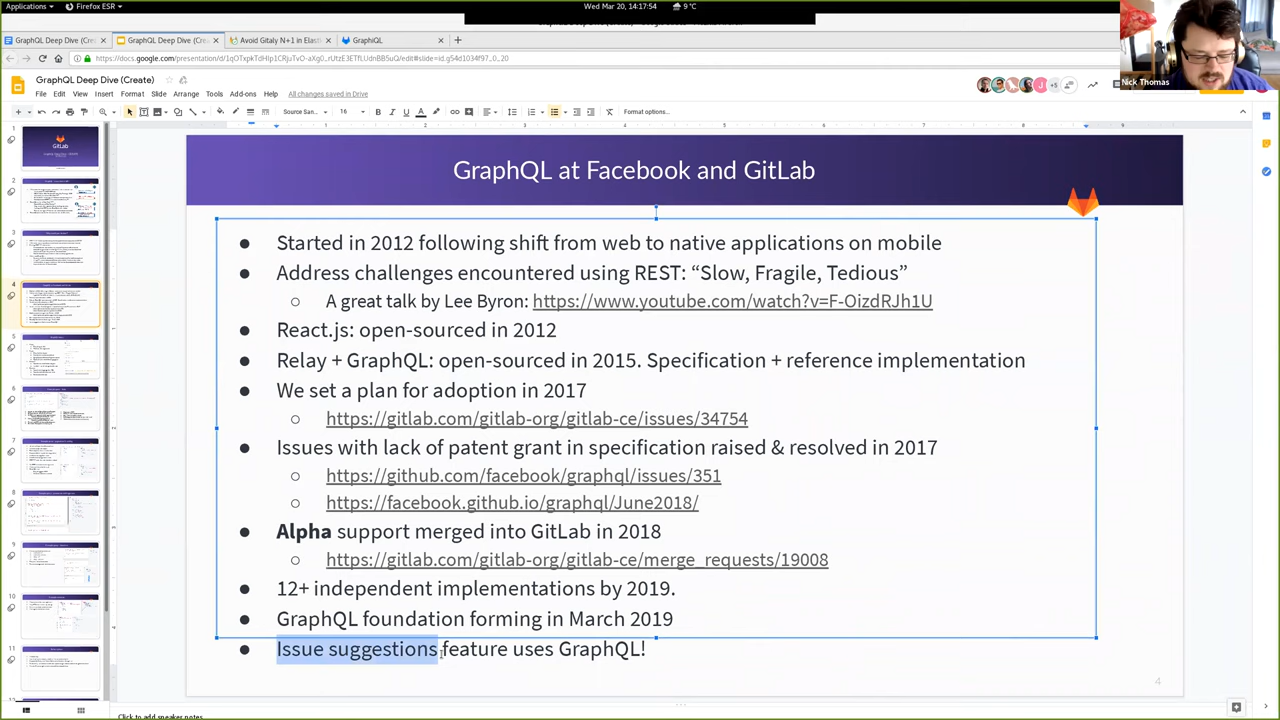 Applications
Firefox ESR
Wed Mar 20, 14:17:54
9 °C
GraphQL Deep Dive (Cre
GraphQL Deep Dive (Cre
Avoid Gitaly N+1 in Elast
GraphiQL
GraphQL Deep Dive (Create)
File Edit View Insert Format Slide Arrange Tools Add-ons Help All changes saved in Drive
+5
Nick Thomas
Source San...
16
Format options...
GraphQL at Facebook and GitLab
● Started in 2012 following shift from web to native applications on mobile
● Address challenges encountered using REST: “Slow, Fragile, Tedious”
A great talk by Lee Byron: https://www.youtube.com/watch?v=F-OizdRJh1U
● React.js: open-sourced in 2012
● Relay + GraphQL: open-sourced in 2015. Specification + reference implementation
● We set a plan for adoption in 2017
https://gitlab.com/gitlab-org/gitlab-ce/issues/34754
● Issues with lack of patent grant in specification raised & resolved in 2017
https://github.com/facebook/graphql/issues/351
https://facebook.github.io/graphql/June2018/
● Alpha support merged into GitLab in 2018
https://gitlab.com/gitlab-org/gitlab-ce/merge_requests/19008
● 12+ independent implementations by 2019.
● GraphQL foundation forming in March 2019
● Issue suggestions feature uses GraphQL!
4
Click to add speaker notes